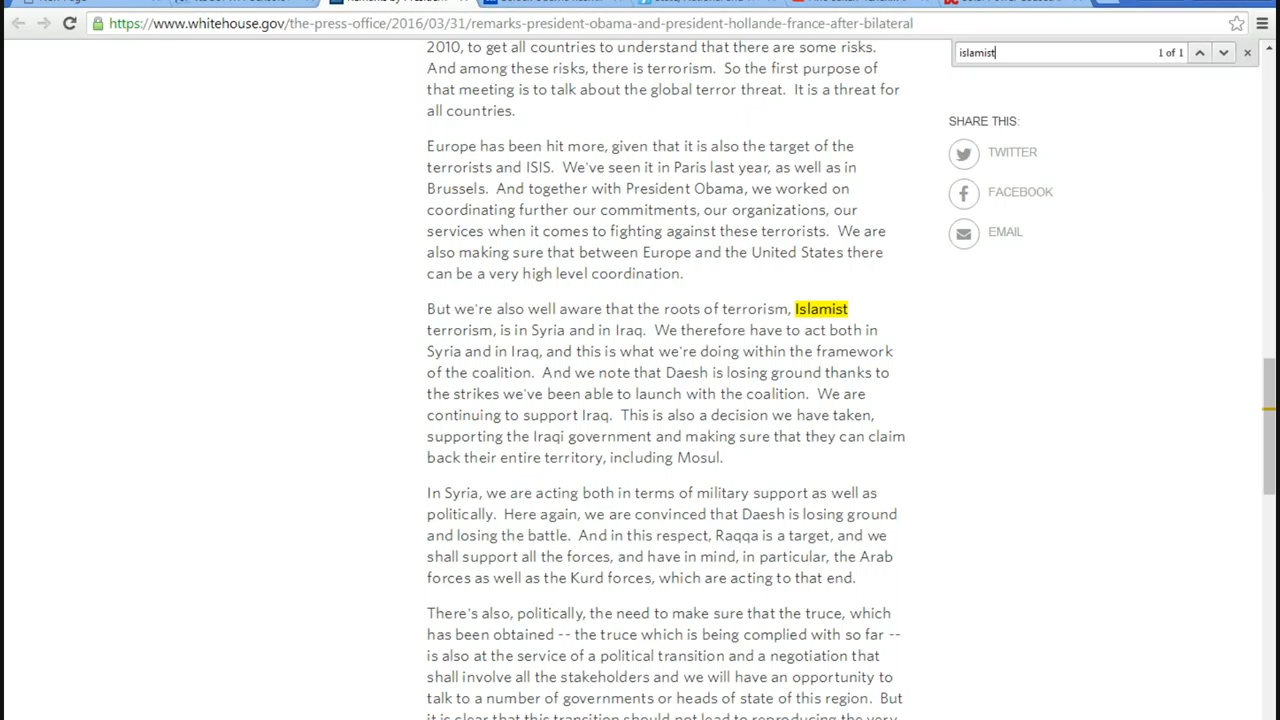 https://www.whitehouse.gov/the-press-office/2016/03/31/remarks-president-obama-and-president-hollande-france-after-bilateral
islamist
1 of 1
2010, to get all countries to understand that there are some risks.
And among these risks, there is terrorism.  So the first purpose of
that meeting is to talk about the global terror threat.  It is a threat for
all countries.
SHARE THIS:
TWITTER
FACEBOOK
EMAIL
Europe has been hit more, given that it is also the target of the
terrorists and ISIS.  We've seen it in Paris last year, as well as in
Brussels.  And together with President Obama, we worked on
coordinating further our commitments, our organizations, our
services when it comes to fighting against these terrorists.  We are
also making sure that between Europe and the United States there
can be a very high level coordination.
But we're also well aware that the roots of terrorism, Islamist
terrorism, is in Syria and in Iraq.  We therefore have to act both in
Syria and in Iraq, and this is what we're doing within the framework
of the coalition.  And we note that Daesh is losing ground thanks to
the strikes we've been able to launch with the coalition.  We are
continuing to support Iraq.  This is also a decision we have taken,
supporting the Iraqi government and making sure that they can claim
back their entire territory, including Mosul.
In Syria, we are acting both in terms of military support as well as
politically.  Here again, we are convinced that Daesh is losing ground
and losing the battle.  And in this respect, Raqqa is a target, and we
shall support all the forces, and have in mind, in particular, the Arab
forces as well as the Kurd forces, which are acting to that end.
There's also, politically, the need to make sure that the truce, which
has been obtained -- the truce which is being complied with so far --
is also at the service of a political transition and a negotiation that
shall involve all the stakeholders and we will have an opportunity to
talk to a number of governments or heads of state of this region.  But
it is clear that this transition should not lead to reproducing the very